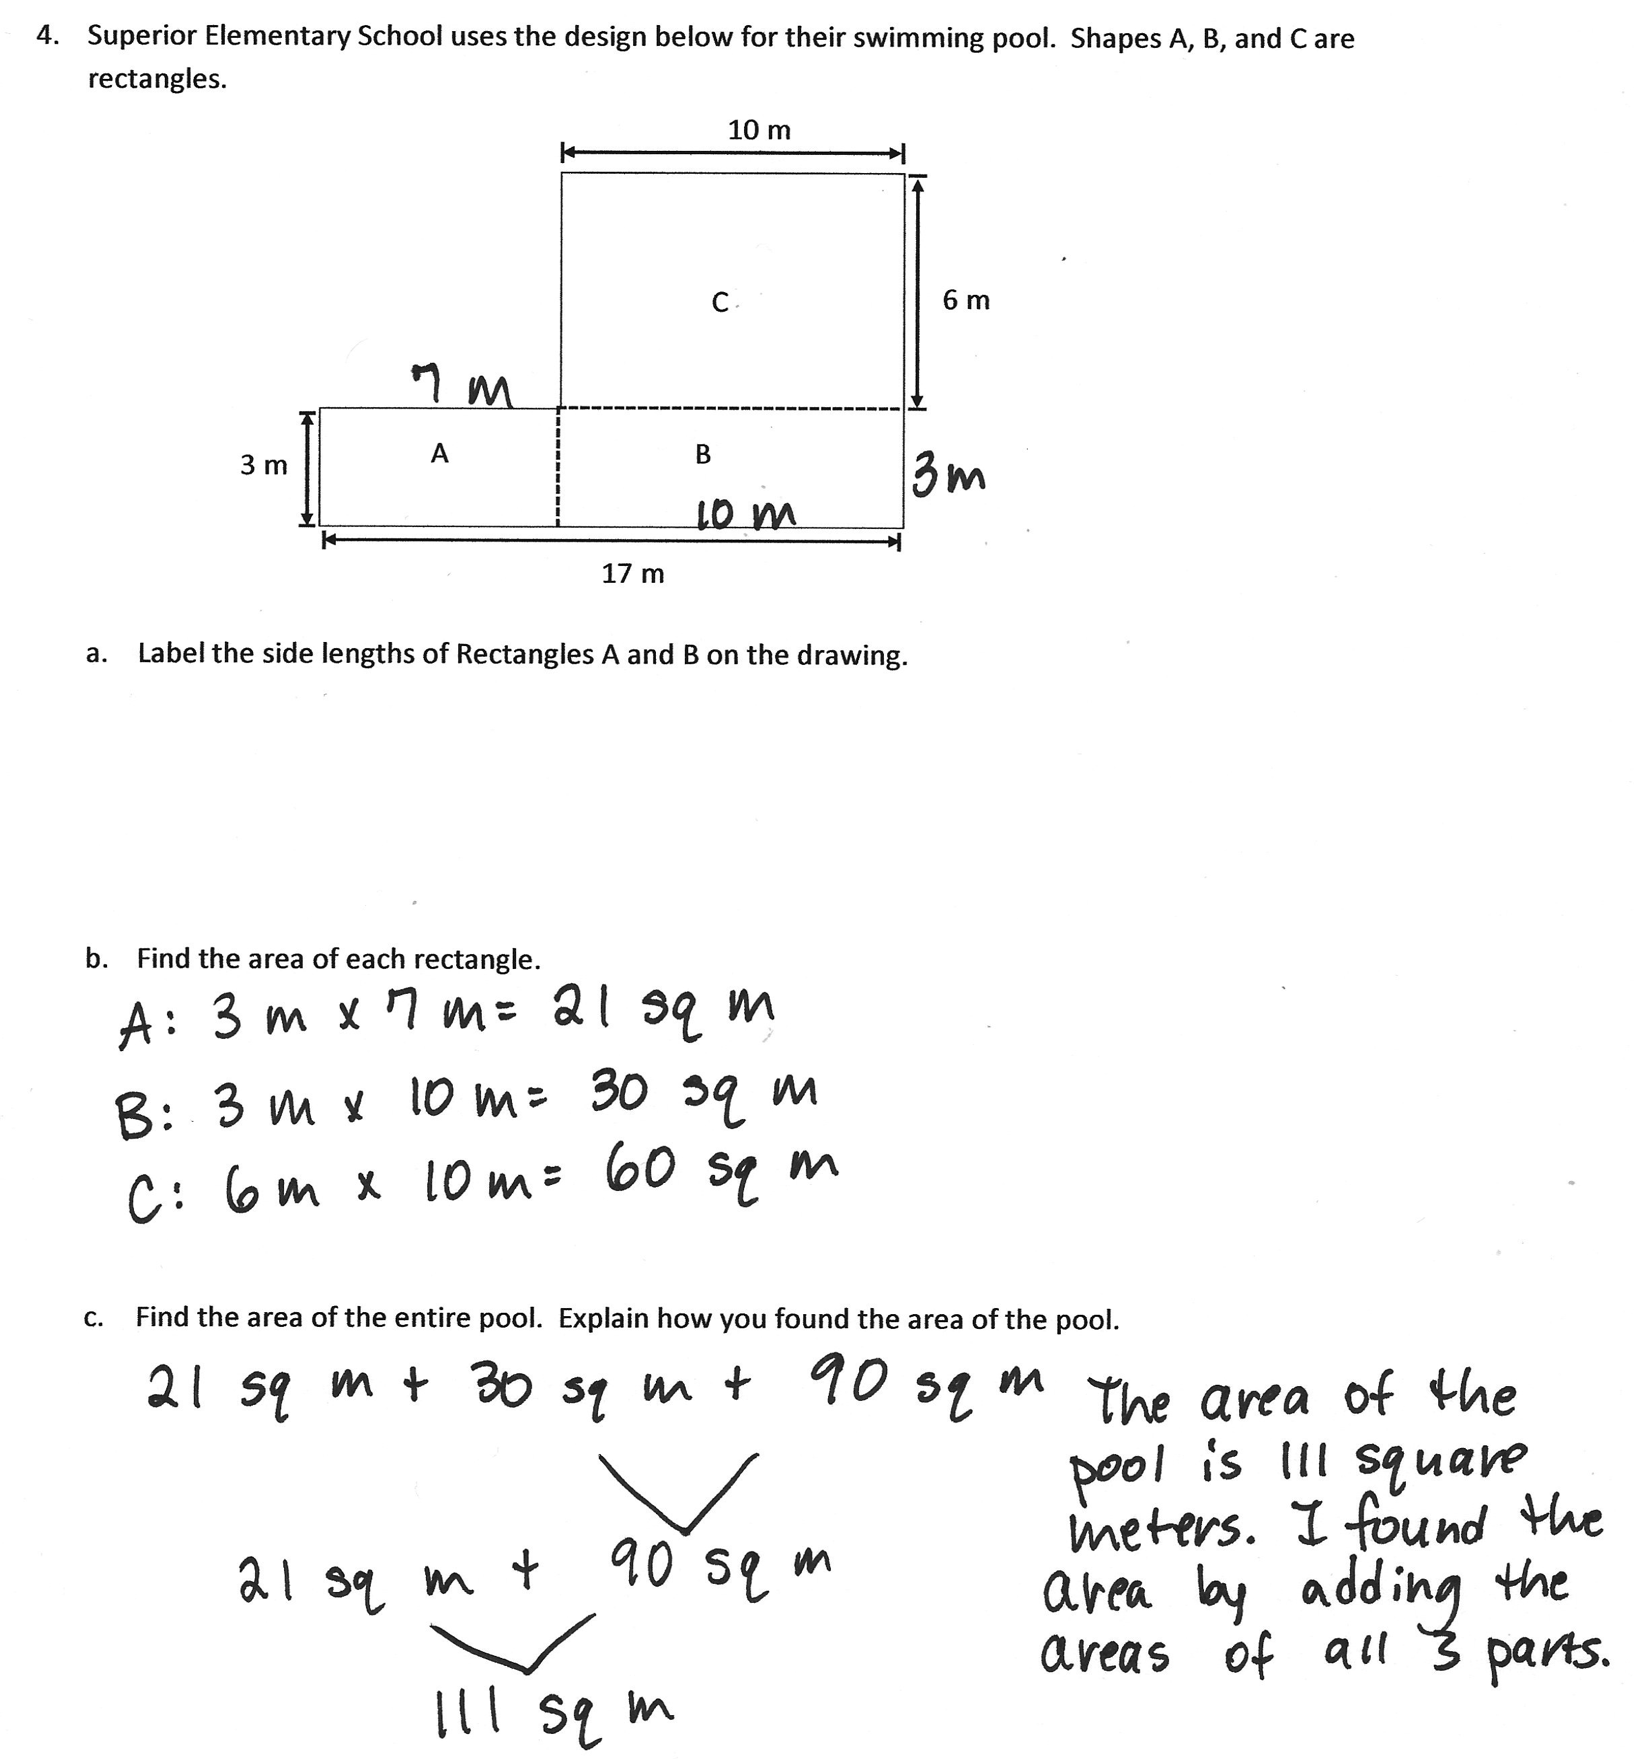 4. Superior Elementary School uses the design below for their swimming pool. Shapes A, B, and C are
rectangles.
10 m
C
6 m
7 m
3 m
A
B
3 m
10 m
17 m
a. Label the side lengths of Rectangles A and B on the drawing.
b. Find the area of each rectangle.
A: 3 m x 7 m = 21 sq m
B: 3 m x 10 m = 30 sq m
C: 6 m x 10 m = 60 sq m
c. Find the area of the entire pool. Explain how you found the area of the pool.
21 sq m + 30 sq m + 90 sq m
21 sq m + 90 sq m
111 sq m
The area of the
pool is 111 square
meters. I found the
area by adding the
areas of all 3 parts.